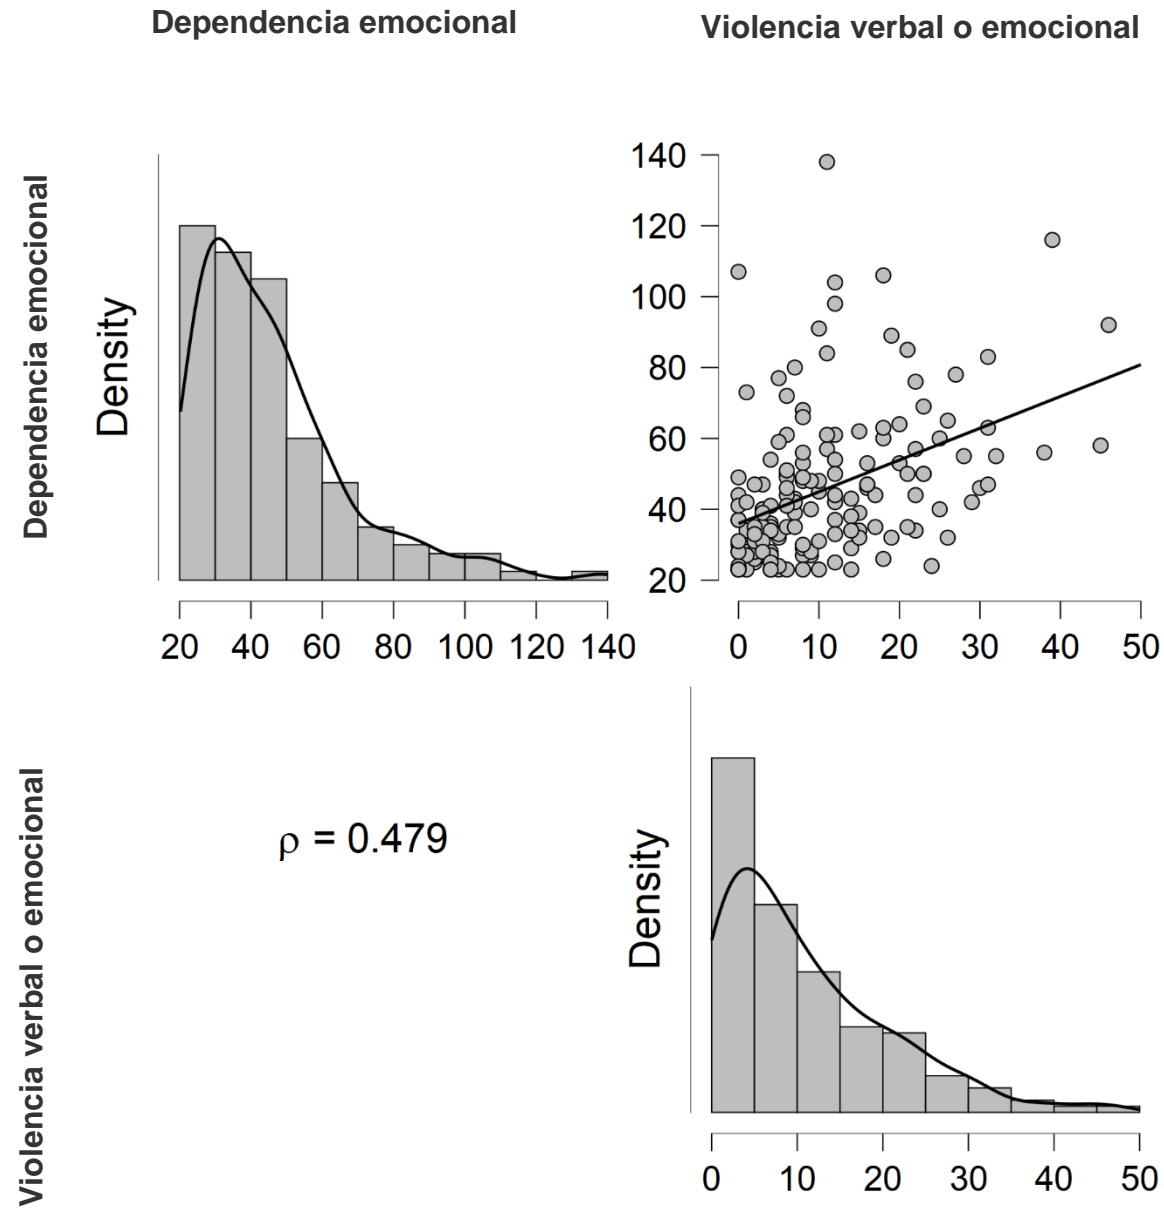 Dependencia emocional
Violencia verbal o emocional
Dependencia emocional
Density
20 40 60 80 100 120 140
140
120
100
80
60
40
20
0 10 20 30 40 50
Violencia verbal o emocional
ρ = 0.479
Density
0 10 20 30 40 50